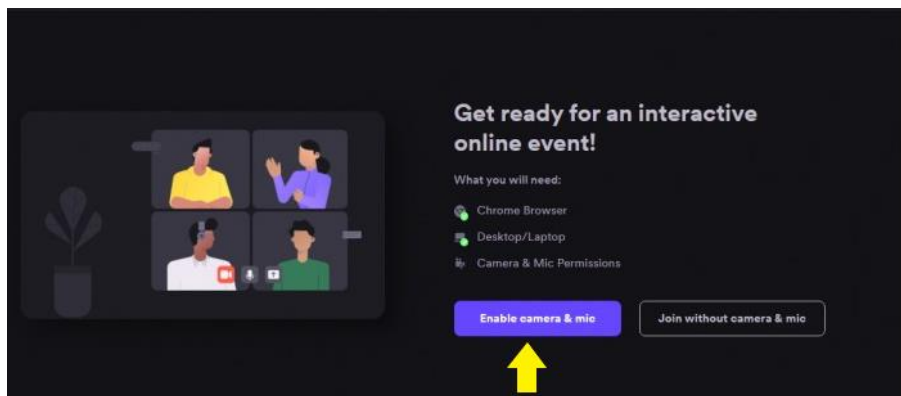 Get ready for an interactive
online event!
What you will need:
Chrome Browser
Desktop/Laptop
Camera & Mic Permissions
Enable camera & mic
Join without camera & mic